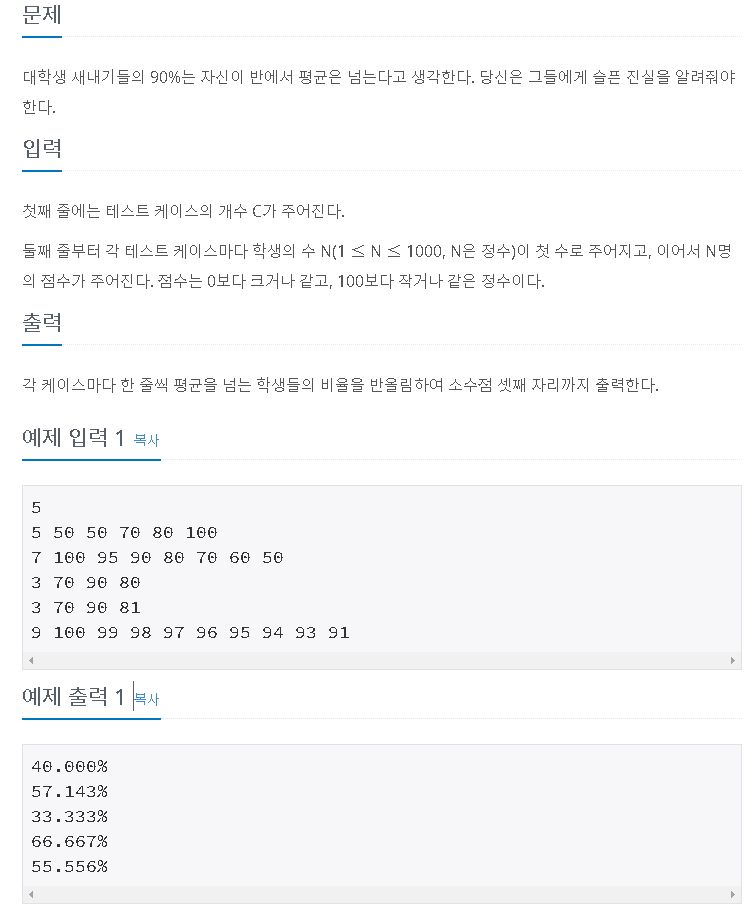 문제
대학생 새내기들의 90%는 자신이 반에서 평균은 넘는다고 생각한다. 당신은 그들에게 슬픈 진실을 알려줘야
한다.
입력
첫째 줄에는 테스트 케이스의 개수 C가 주어진다.
둘째 줄부터 각 테스트 케이스마다 학생의 수 N(1 ≤ N ≤ 1000, N은 정수)이 첫 수로 주어지고, 이어서 N명
의 점수가 주어진다. 점수는 0보다 크거나 같고, 100보다 작거나 같은 정수이다.
출력
각 케이스마다 한 줄씩 평균을 넘는 학생들의 비율을 반올림하여 소수점 셋째 자리까지 출력한다.
예제 입력 1 복사
5
5 50 50 70 80 100
7 100 95 90 80 70 60 50
3 70 90 80
3 70 90 81
9 100 99 98 97 96 95 94 93 91
예제 출력 1 복사
40.000%
57.143%
33.333%
66.667%
55.556%